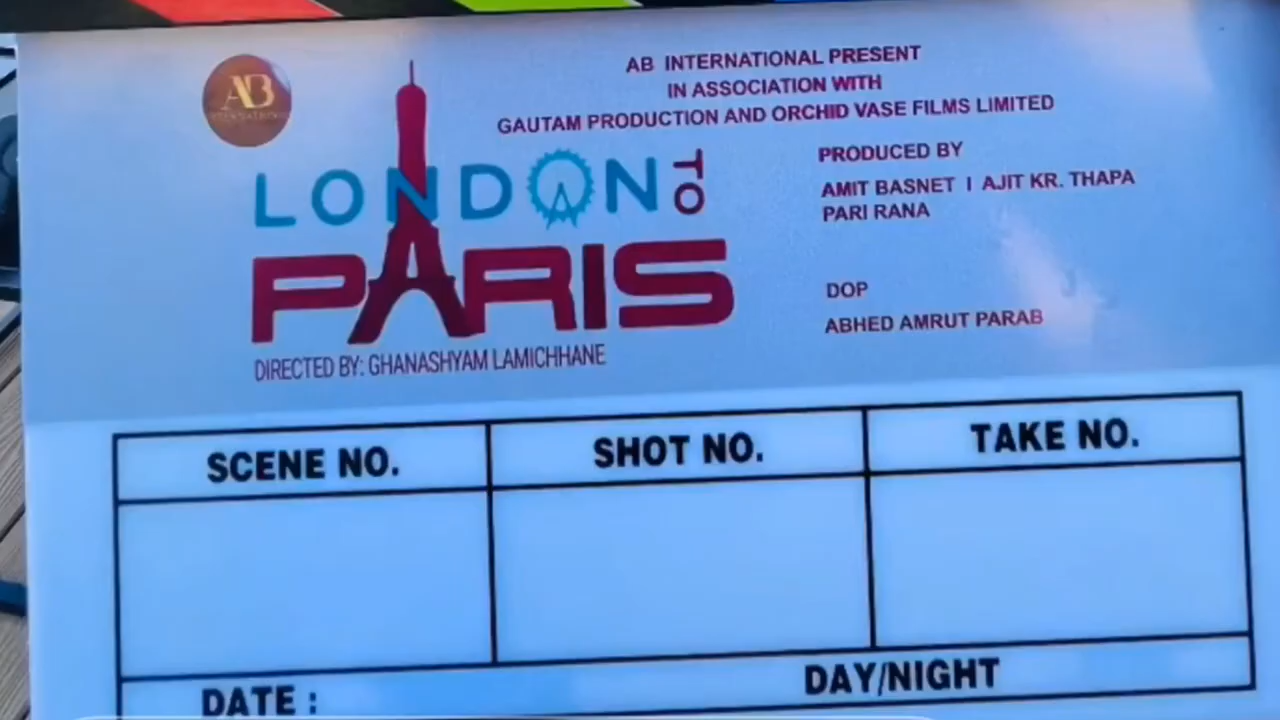 AB
AB INTERNATIONAL PRESENT
IN ASSOCIATION WITH
GAUTAM PRODUCTION AND ORCHID VASE FILMS LIMITED
LONDON TO
PARIS
DIRECTED BY: GHANASHYAM LAMICHHANE
PRODUCED BY
AMIT BASNET I AJIT KR. THAPA
PARI RANA
DOP
ABHED AMRUT PARAB
SCENE NO. SHOT NO. TAKE NO.
DATE : DAY/NIGHT